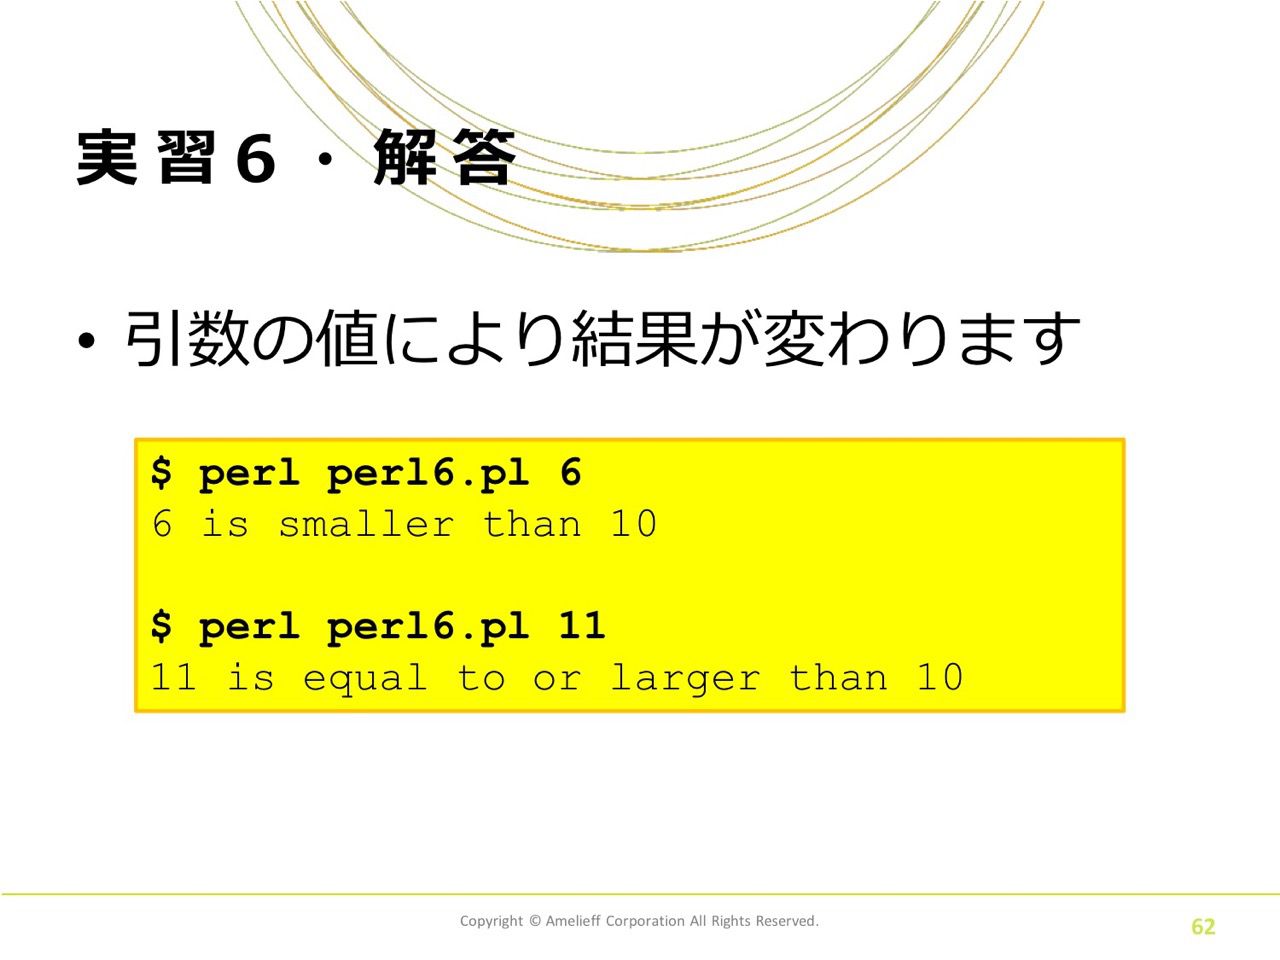 実習６・解答
• 引数の値により結果が変わります
$ perl perl6.pl 6
6 is smaller than 10
$ perl perl6.pl 11
11 is equal to or larger than 10
Copyright © Amelieff Corporation All Rights Reserved.
62